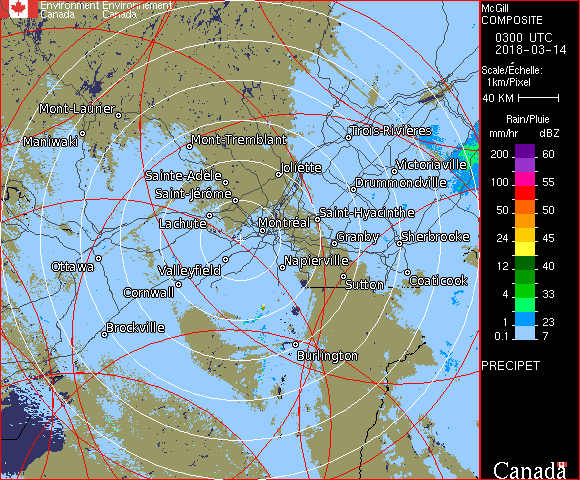 Environment Environnement
Canada Canada
Mont-Laurier
Maniwaki
Mont-Tremblant
Trois-Rivières
Joliette
Victoriaville
Sainte-Adèle
Drummondville
Saint-Jérôme
Saint-Hyacinthe
Lachute
Montréal
Granby
Sherbrooke
Ottawa
Valleyfield
Napierville
Coaticook
Cornwall
Sutton
Brockville
Burlington
McGill
COMPOSITE
0300 UTC
2018-03-14
Scale/Échelle:
1km/Pixel
40 KM
Rain/Pluie
mm/hr dBZ
200 60
100 55
50 50
24 45
12 40
4 33
1 23
0.1 7
PRECIPET
Canada